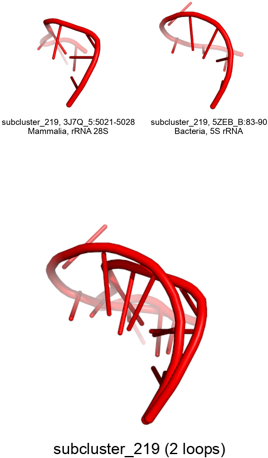 subcluster_219, 3J7Q_5:5021-5028
Mammalia, rRNA 28S
subcluster_219, 5ZEB_B:83-90
Bacteria, 5S rRNA
subcluster_219 (2 loops)